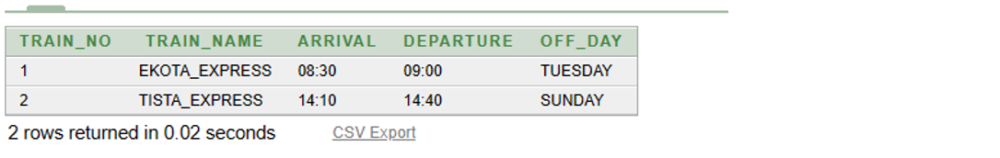 TRAIN_NO TRAIN_NAME ARRIVAL DEPARTURE OFF_DAY
1 EKOTA_EXPRESS 08:30 09:00 TUESDAY
2 TISTA_EXPRESS 14:10 14:40 SUNDAY
2 rows returned in 0.02 seconds CSV Export